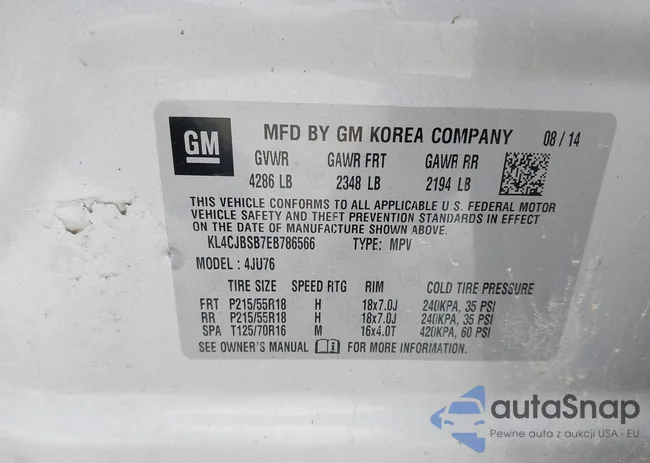 GM MFD BY GM KOREA COMPANY 08/14
GVWR GAWR FRT GAWR RR
4286 LB 2348 LB 2194 LB
THIS VEHICLE CONFORMS TO ALL APPLICABLE U.S. FEDERAL MOTOR
VEHICLE SAFETY AND THEFT PREVENTION STANDARDS IN EFFECT
ON THE DATE OF MANUFACTURE SHOWN ABOVE.
KL4CJBSB7EB786566 TYPE: MPV
MODEL: 4JU76
TIRE SIZE SPEED RTG RIM COLD TIRE PRESSURE
FRT P215/55R18 H 18x7.0J 240KPA, 35 PSI
RR P215/55R18 H 18x7.0J 240KPA, 35 PSI
SPA T125/70R16 M 16x4.0T 420KPA, 60 PSI
SEE OWNER'S MANUAL FOR MORE INFORMATION.
autaSnap
Pewne auta z aukcji USA i EU